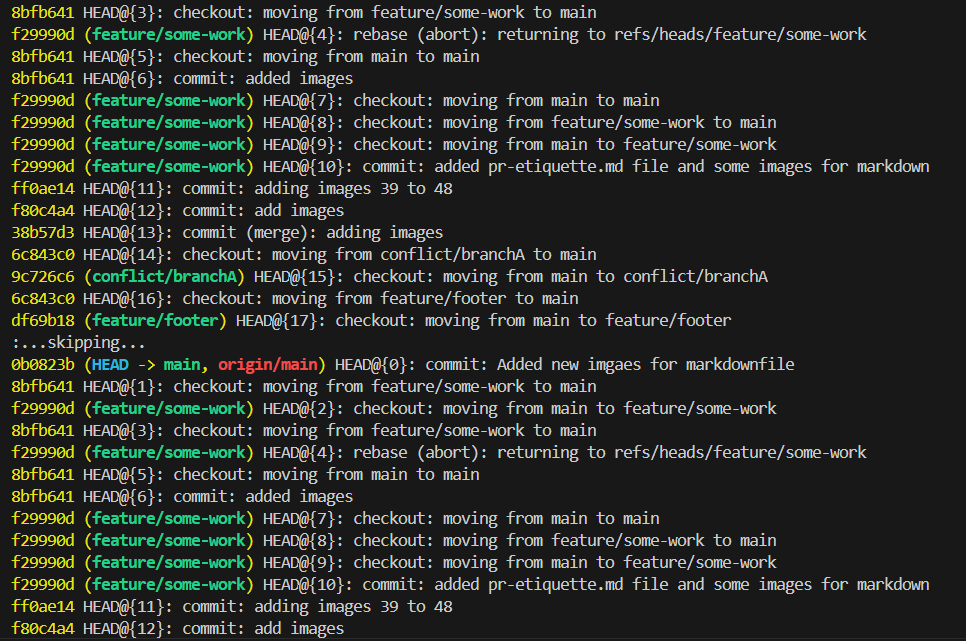 8bfb641 HEAD@{3}: checkout: moving from feature/some-work to main
f29990d (feature/some-work) HEAD@{4}: rebase (abort): returning to refs/heads/feature/some-work
8bfb641 HEAD@{5}: checkout: moving from main to main
8bfb641 HEAD@{6}: commit: added images
f29990d (feature/some-work) HEAD@{7}: checkout: moving from main to main
f29990d (feature/some-work) HEAD@{8}: checkout: moving from feature/some-work to main
f29990d (feature/some-work) HEAD@{9}: checkout: moving from main to feature/some-work
f29990d (feature/some-work) HEAD@{10}: commit: added pr-etiquette.md file and some images for markdown
ff0ae14 HEAD@{11}: commit: adding images 39 to 48
f80c4a4 HEAD@{12}: commit: add images
38b57d3 HEAD@{13}: commit (merge): adding images
6c843c0 HEAD@{14}: checkout: moving from conflict/branchA to main
9c726c6 (conflict/branchA) HEAD@{15}: checkout: moving from main to conflict/branchA
6c843c0 HEAD@{16}: checkout: moving from feature/footer to main
df69b18 (feature/footer) HEAD@{17}: checkout: moving from main to feature/footer
:...skipping...
0b0823b (HEAD -> main, origin/main) HEAD@{0}: commit: Added new imgaes for markdownfile
8bfb641 HEAD@{1}: checkout: moving from feature/some-work to main
f29990d (feature/some-work) HEAD@{2}: checkout: moving from main to feature/some-work
8bfb641 HEAD@{3}: checkout: moving from feature/some-work to main
f29990d (feature/some-work) HEAD@{4}: rebase (abort): returning to refs/heads/feature/some-work
8bfb641 HEAD@{5}: checkout: moving from main to main
8bfb641 HEAD@{6}: commit: added images
f29990d (feature/some-work) HEAD@{7}: checkout: moving from main to main
f29990d (feature/some-work) HEAD@{8}: checkout: moving from feature/some-work to main
f29990d (feature/some-work) HEAD@{9}: checkout: moving from main to feature/some-work
f29990d (feature/some-work) HEAD@{10}: commit: added pr-etiquette.md file and some images for markdown
ff0ae14 HEAD@{11}: commit: adding images 39 to 48
f80c4a4 HEAD@{12}: commit: add images